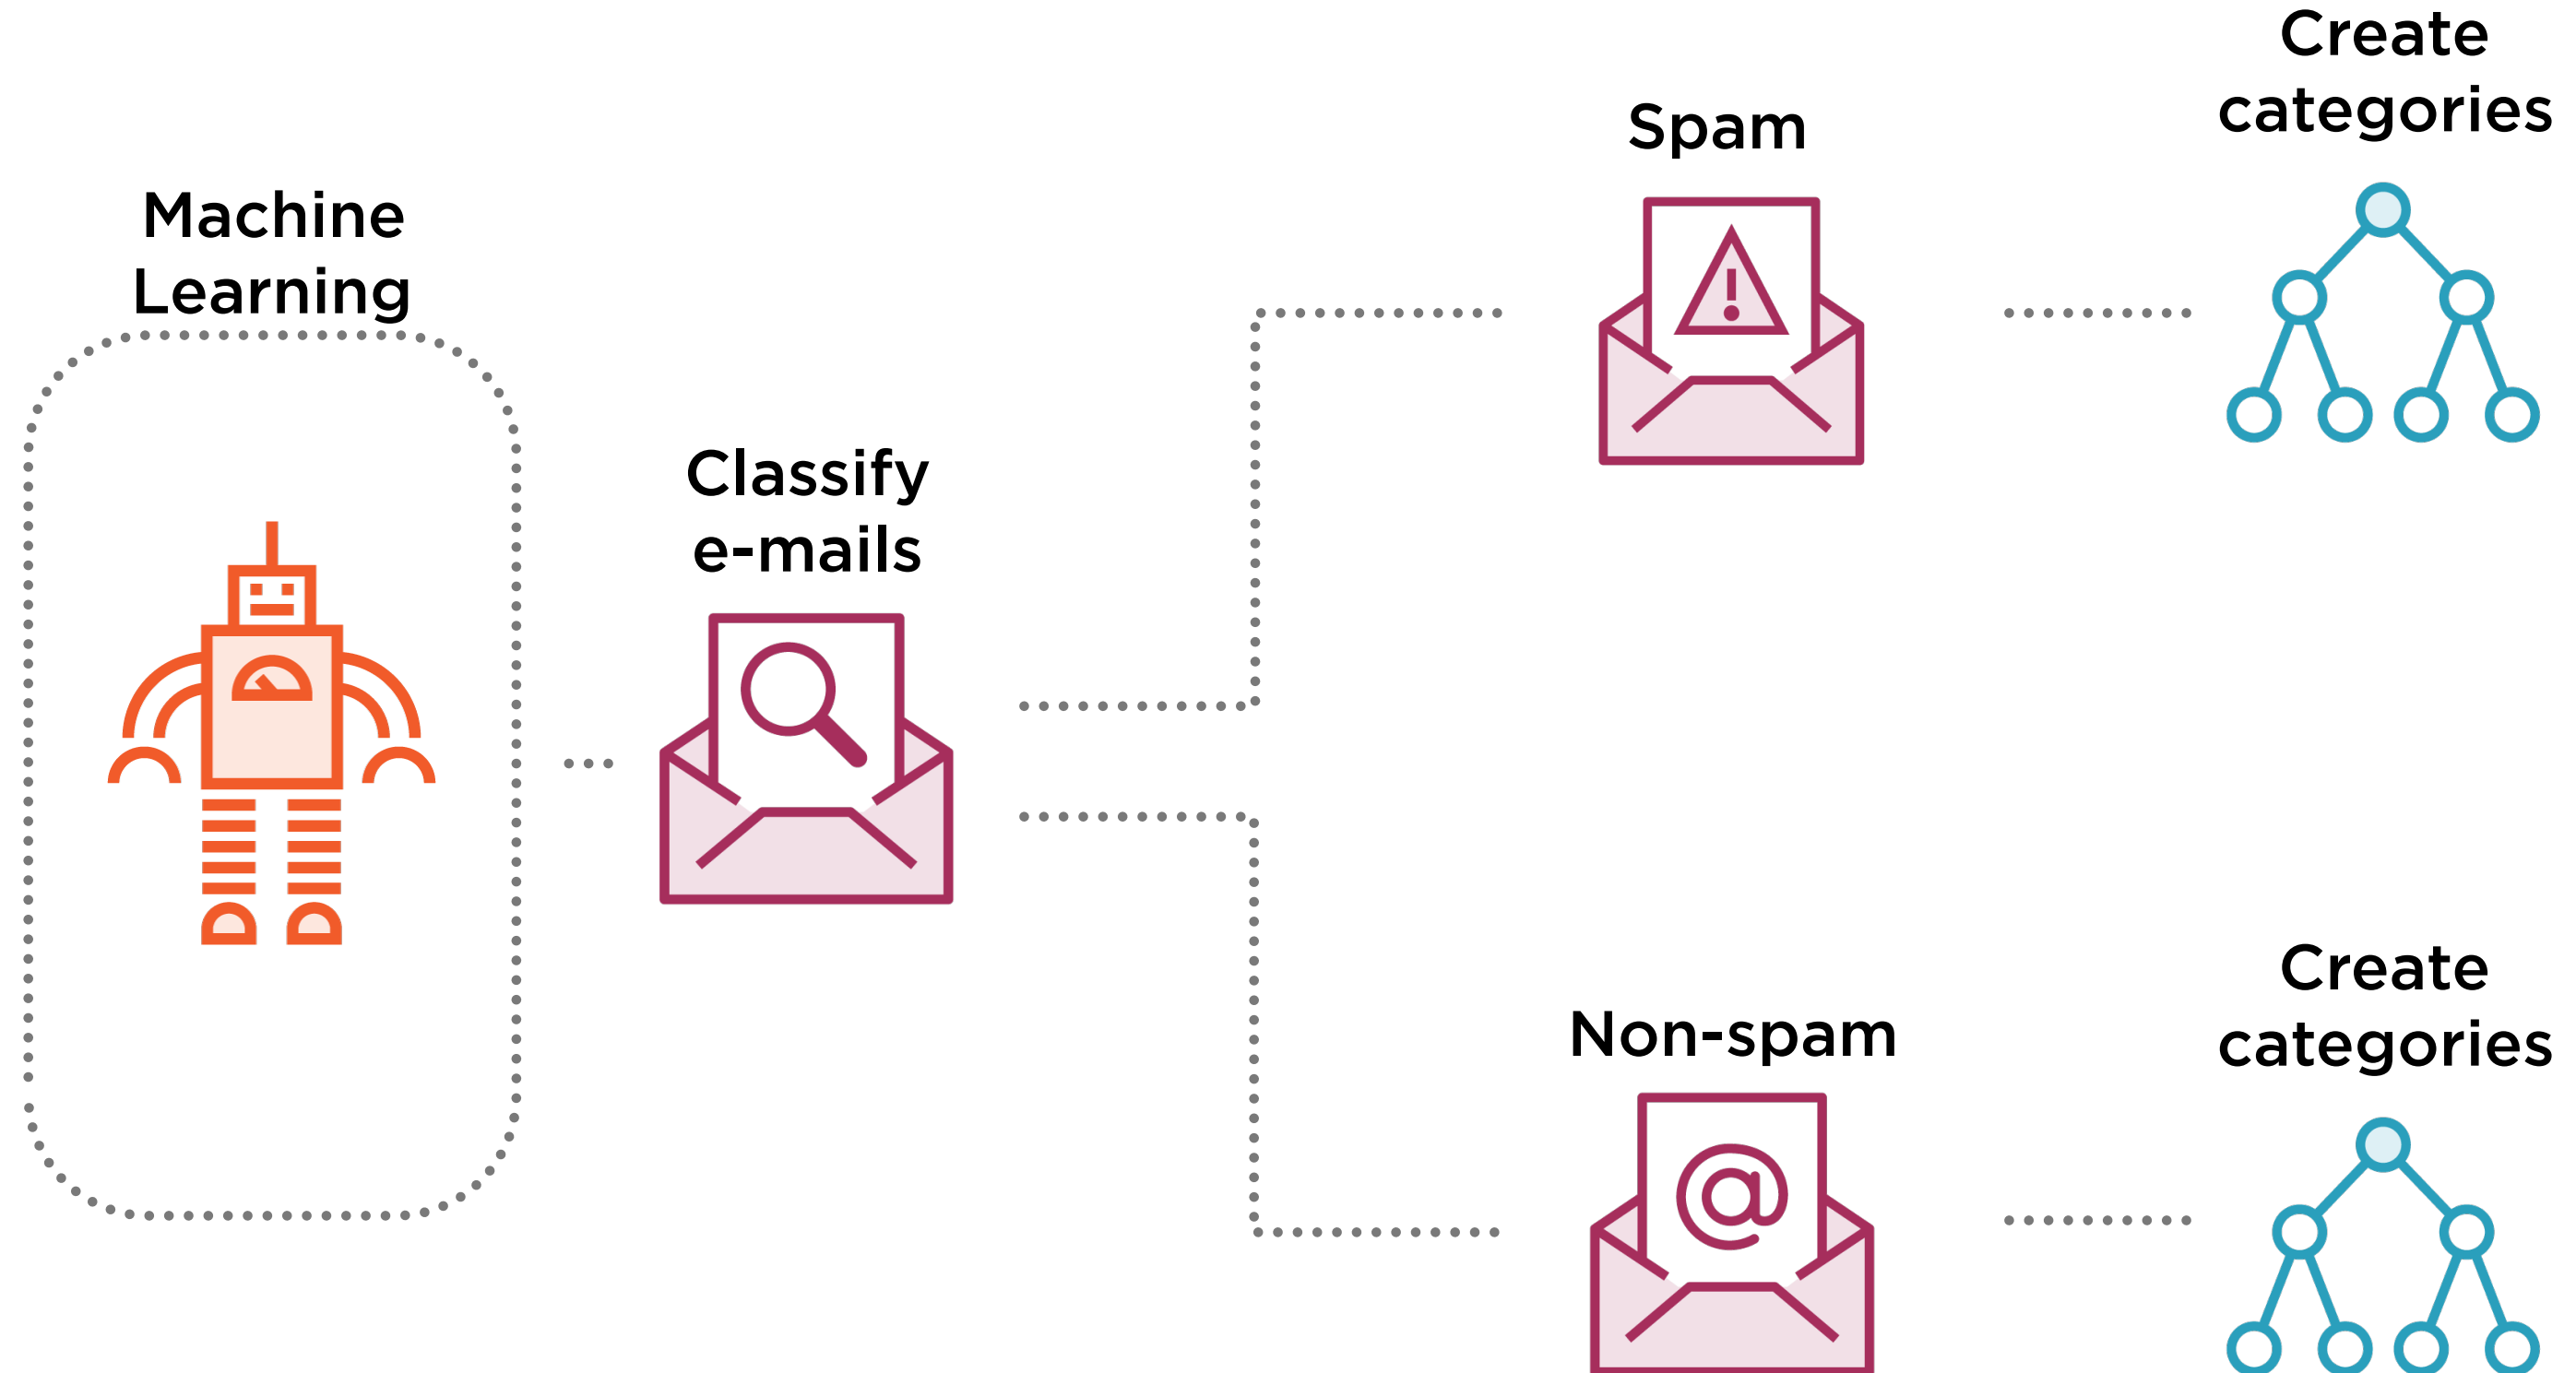 Machine
Learning
Classify
e-mails
Spam
Create
categories
Non-spam
Create
categories